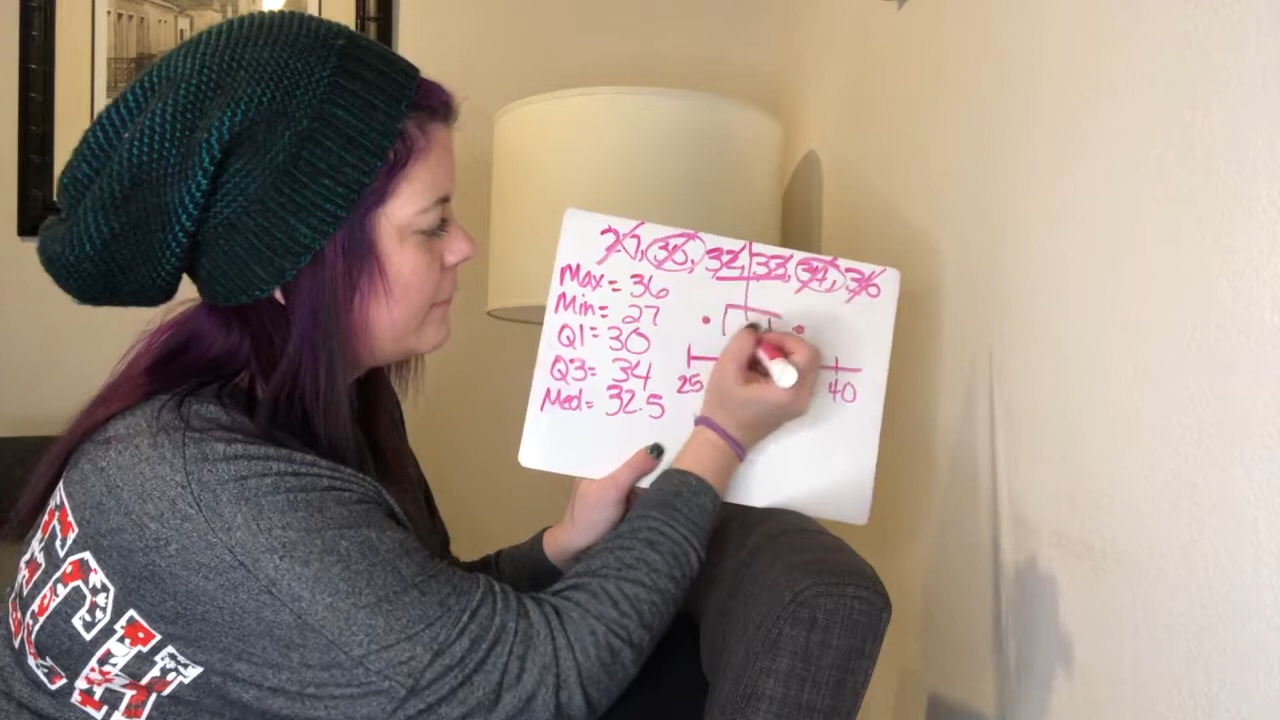 27, 30, 32, 33, 34, 36
Max = 36
Min = 27
Q1 = 30
Q3 = 34
Med = 32.5
25 40
ECH